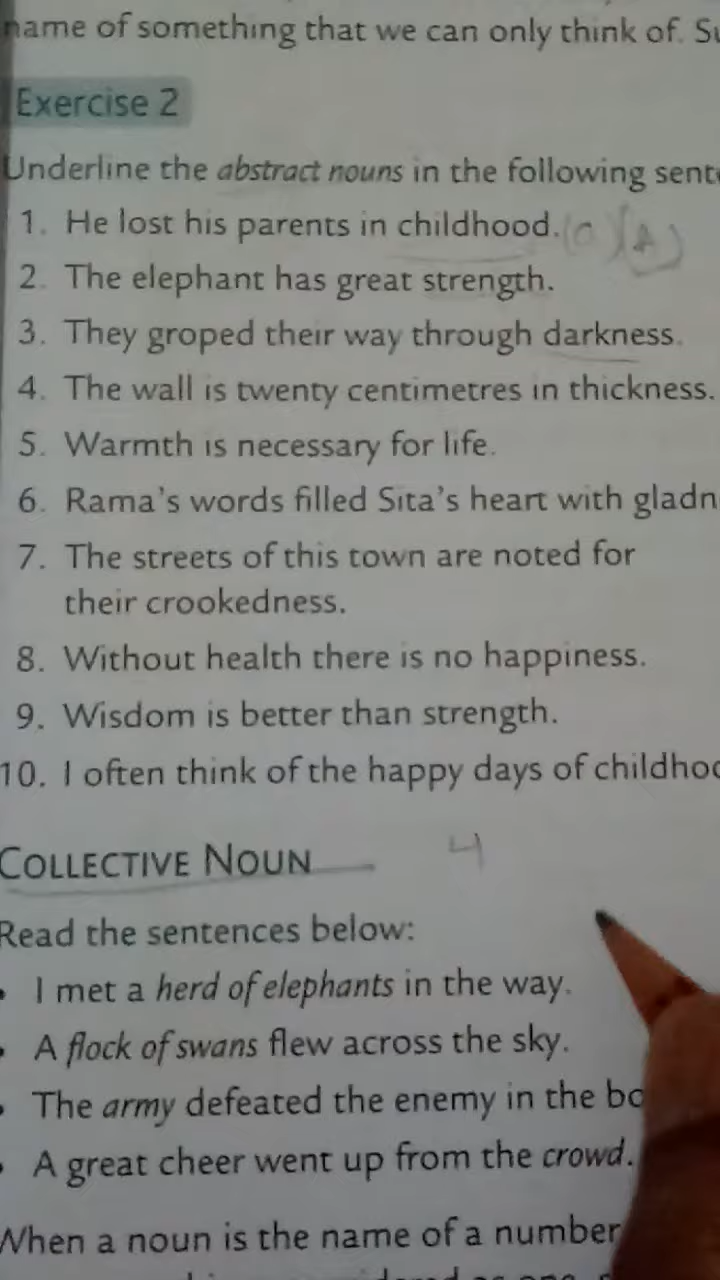 name of something that we can only think of.
Exercise 2
Underline the abstract nouns in the following
1. He lost his parents in childhood. (C) (A)
2. The elephant has great strength.
3. They groped their way through darkness.
4. The wall is twenty centimetres in thickness.
5. Warmth is necessary for life.
6. Rama's words filled Sita's heart with
7. The streets of this town are noted for
their crookedness.
8. Without health there is no happiness.
9. Wisdom is better than strength.
10. I often think of the happy days of
COLLECTIVE NOUN 4
Read the sentences below:
• I met a herd of elephants in the way.
• A flock of swans flew across the sky.
• The army defeated the enemy in the
• A great cheer went up from the crowd.
When a noun is the name of a number